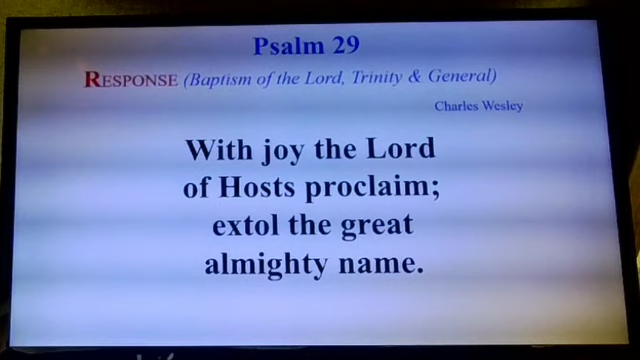 Psalm 29
RESPONSE (Baptism of the Lord, Trinity & General)
Charles Wesley
With joy the Lord
of Hosts proclaim;
extol the great
almighty name.